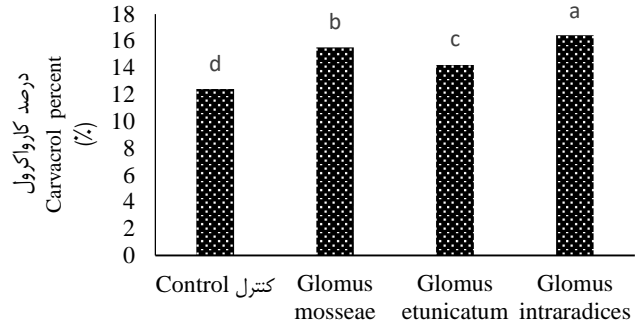 درصد کارواکرول
Carvacrol percent
(%)
18
16
14
12
10
8
6
4
2
0
d
b
c
a
Control کنترل
Glomus
mosseae
Glomus
etunicatum
Glomus
intraradices